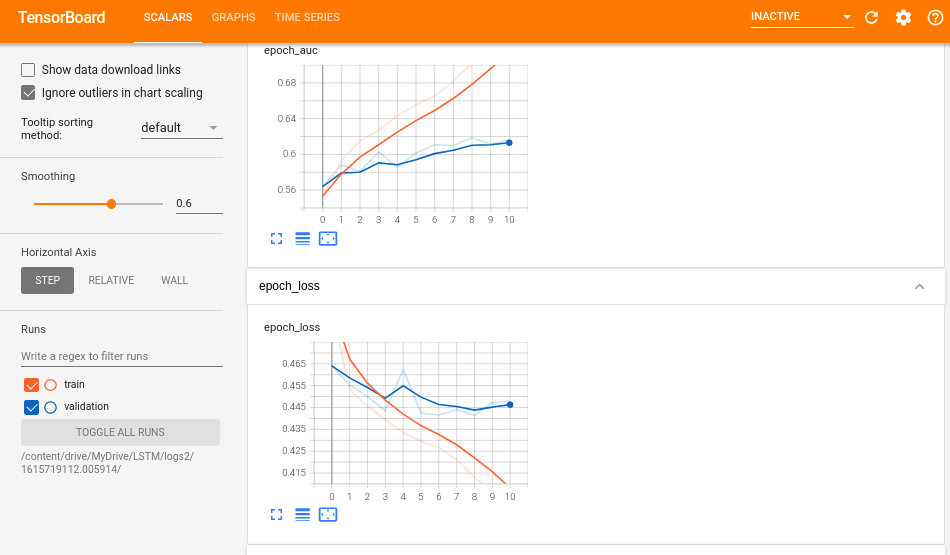 TensorBoard
SCALARS
GRAPHS
TIME SERIES
INACTIVE
Show data download links
Ignore outliers in chart scaling
Tooltip sorting
method:
default
Smoothing
0.6
Horizontal Axis
STEP
RELATIVE
WALL
Runs
Write a regex to filter runs
train
validation
TOGGLE ALL RUNS
/content/drive/MyDrive/LSTM/logs2/
1615719112.005914/
epoch_auc
0.68
0.64
0.6
0.56
0 1 2 3 4 5 6 7 8 9 10
epoch_loss
epoch_loss
0.465
0.455
0.445
0.435
0.425
0.415
0 1 2 3 4 5 6 7 8 9 10